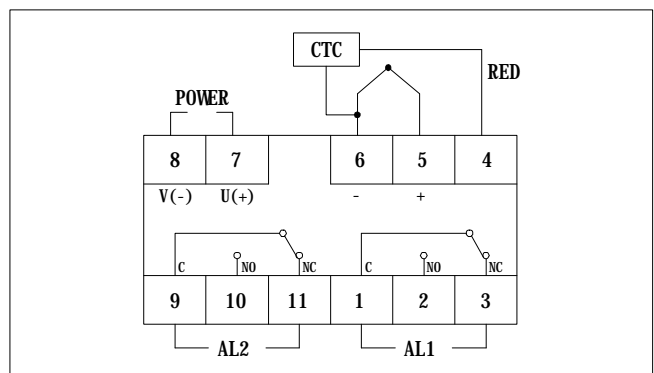 CTC
RED
POWER
8 7 6 5 4
V(-) U(+) - +
C NO NC C NO NC
9 10 11 1 2 3
AL2 AL1